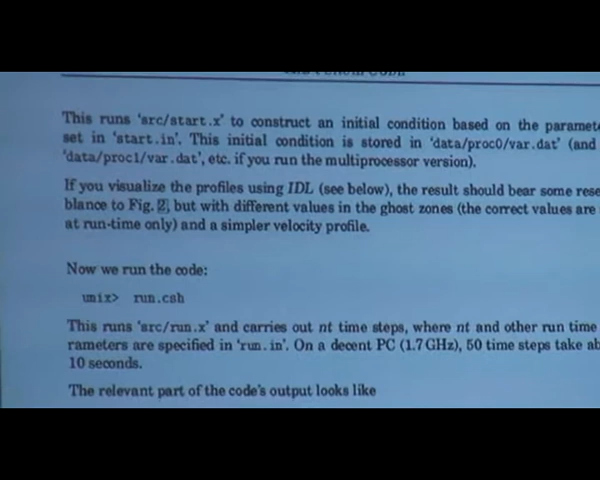 This runs 'src/start.x' to construct an initial condition based on the paramete
set in 'start.in'. This initial condition is stored in 'data/proc0/var.dat' (and
'data/proc1/var.dat', etc. if you run the multiprocessor version).
If you visualize the profiles using IDL (see below), the result should bear some rese
blance to Fig. 2, but with different values in the ghost zones (the correct values are
at run-time only) and a simpler velocity profile.
Now we run the code:
unix> run.csh
This runs 'src/run.x' and carries out nt time steps, where nt and other run time
rameters are specified in 'run.in'. On a decent PC (1.7 GHz), 50 time steps take ab
10 seconds.
The relevant part of the code's output looks like